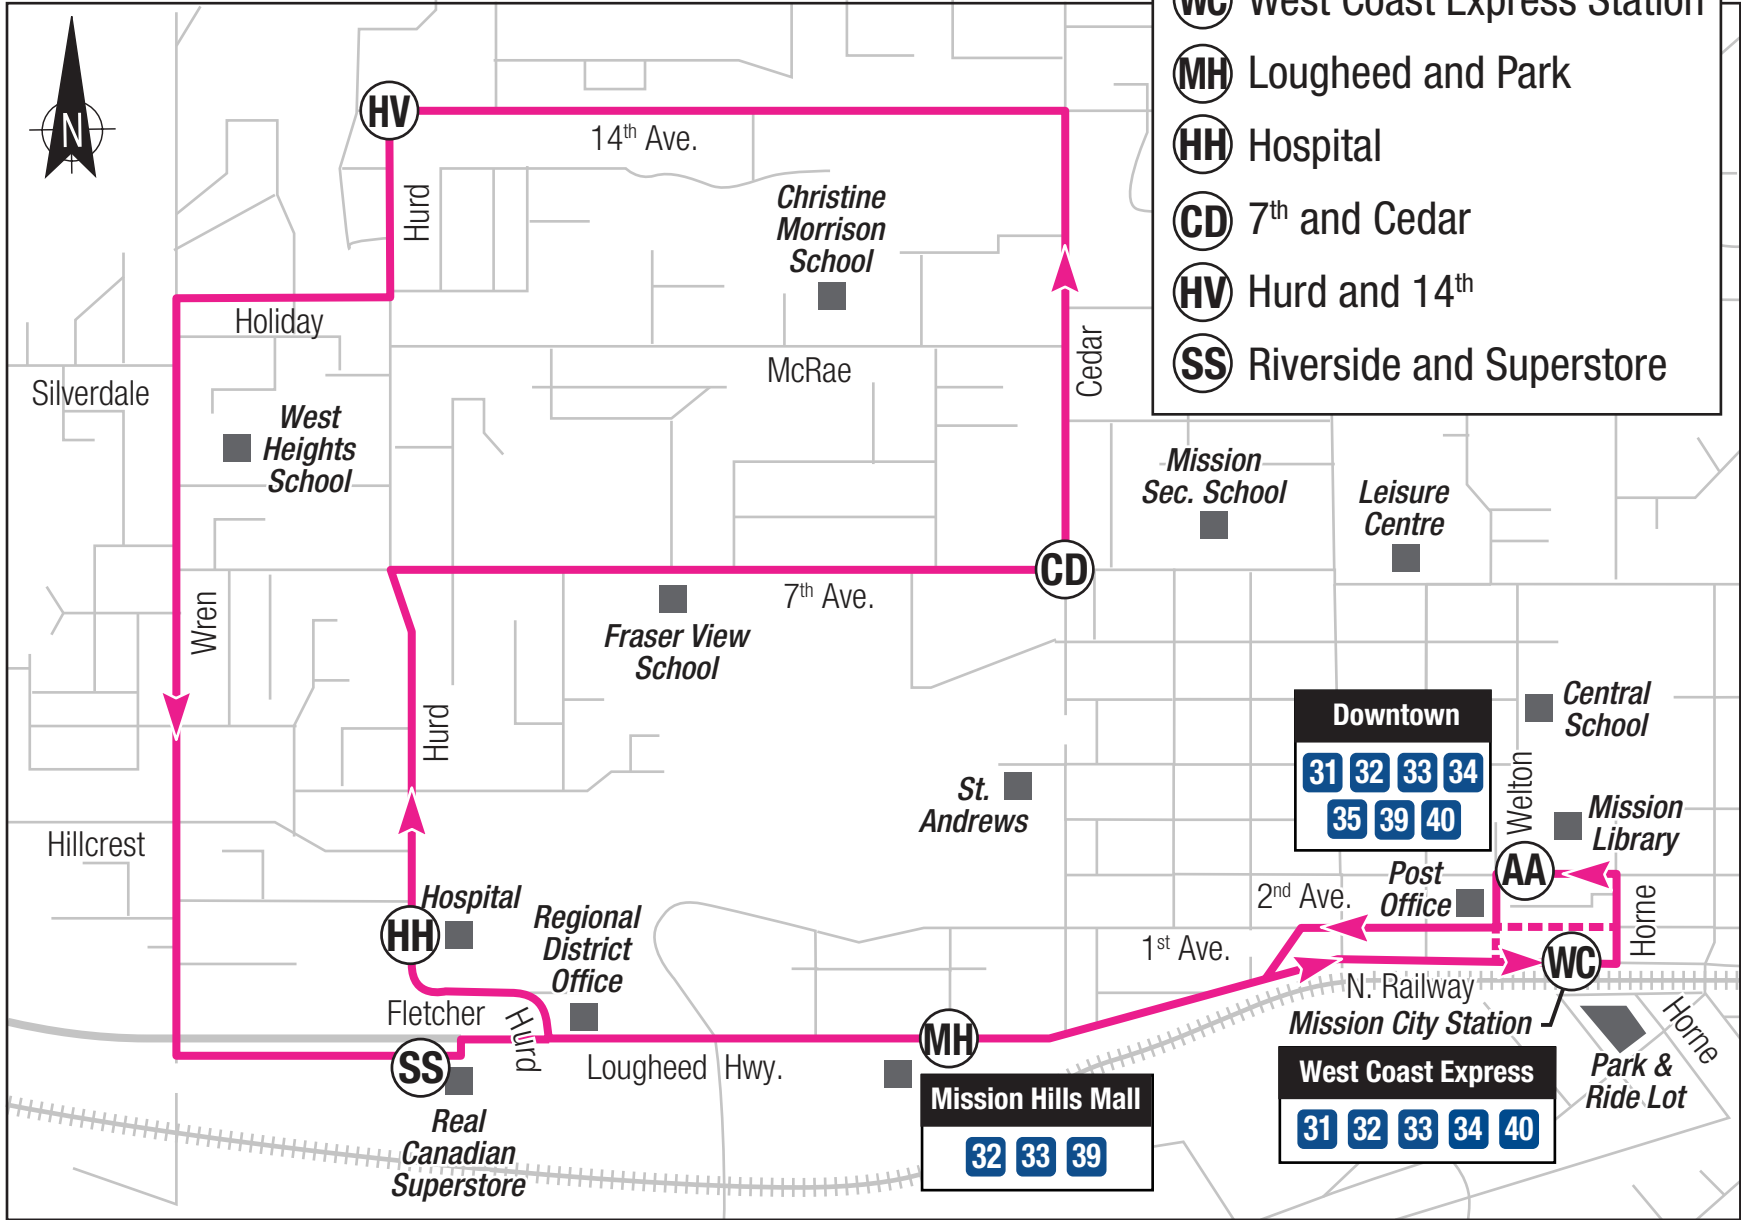 WC West Coast Express Station
MH Lougheed and Park
HH Hospital
CD 7th and Cedar
HV Hurd and 14th
SS Riverside and Superstore
N
HV
14th Ave.
Hurd
Christine
Morrison
School
Holiday
Silverdale
McRae
Cedar
West
Heights
School
Mission
Sec. School
Leisure
Centre
CD
7th Ave.
Wren
Fraser View
School
Hurd
Central
School
Downtown
31 32 33 34
35 39 40
Welton
St.
Andrews
Mission
Library
Hillcrest
AA
Post
Office
2nd Ave.
Horne
Hospital
HH
Regional
District
Office
1st Ave.
WC
N. Railway
Fletcher
Hurd
Mission City Station
Horne
MH
SS
Lougheed Hwy.
Park &
Ride Lot
West Coast Express
31 32 33 34 40
Mission Hills Mall
32 33 39
Real
Canadian
Superstore